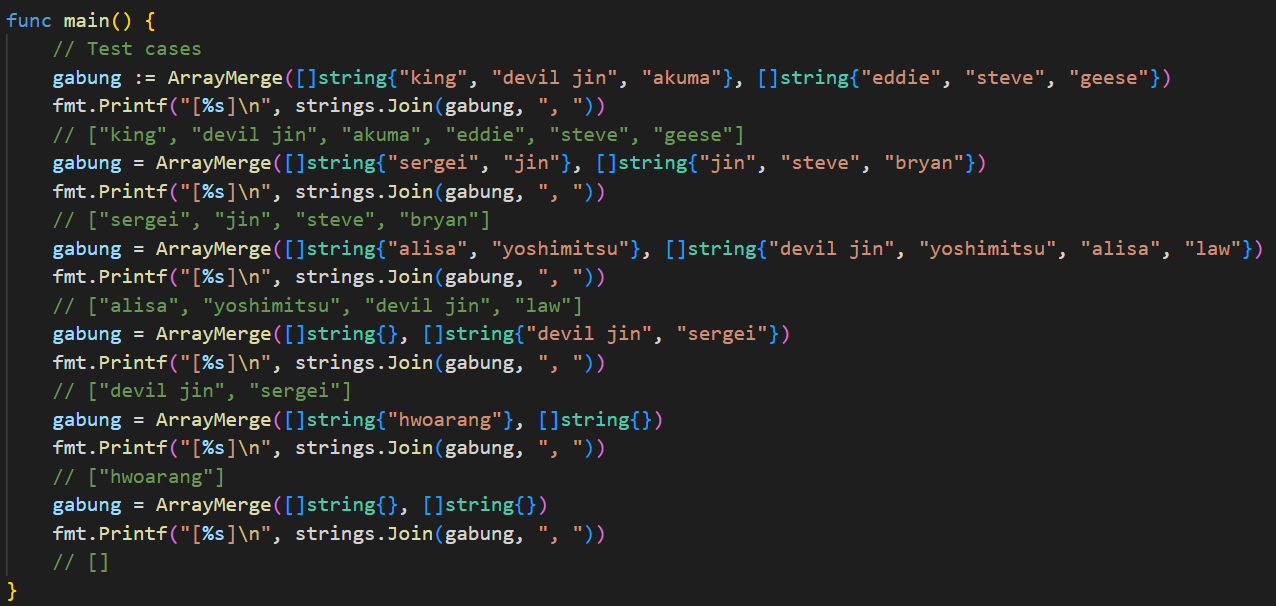 func main() {
    // Test cases
    gabung := ArrayMerge([]string{"king", "devil jin", "akuma"}, []string{"eddie", "steve", "geese"})
    fmt.Printf("[%s]\n", strings.Join(gabung, ", "))
    // ["king", "devil jin", "akuma", "eddie", "steve", "geese"]
    gabung = ArrayMerge([]string{"sergei", "jin"}, []string{"jin", "steve", "bryan"})
    fmt.Printf("[%s]\n", strings.Join(gabung, ", "))
    // ["sergei", "jin", "steve", "bryan"]
    gabung = ArrayMerge([]string{"alisa", "yoshimitsu"}, []string{"devil jin", "yoshimitsu", "alisa", "law"})
    fmt.Printf("[%s]\n", strings.Join(gabung, ", "))
    // ["alisa", "yoshimitsu", "devil jin", "law"]
    gabung = ArrayMerge([]string{}, []string{"devil jin", "sergei"})
    fmt.Printf("[%s]\n", strings.Join(gabung, ", "))
    // ["devil jin", "sergei"]
    gabung = ArrayMerge([]string{"hwoarang"}, []string{})
    fmt.Printf("[%s]\n", strings.Join(gabung, ", "))
    // ["hwoarang"]
    gabung = ArrayMerge([]string{}, []string{})
    fmt.Printf("[%s]\n", strings.Join(gabung, ", "))
    // []
}